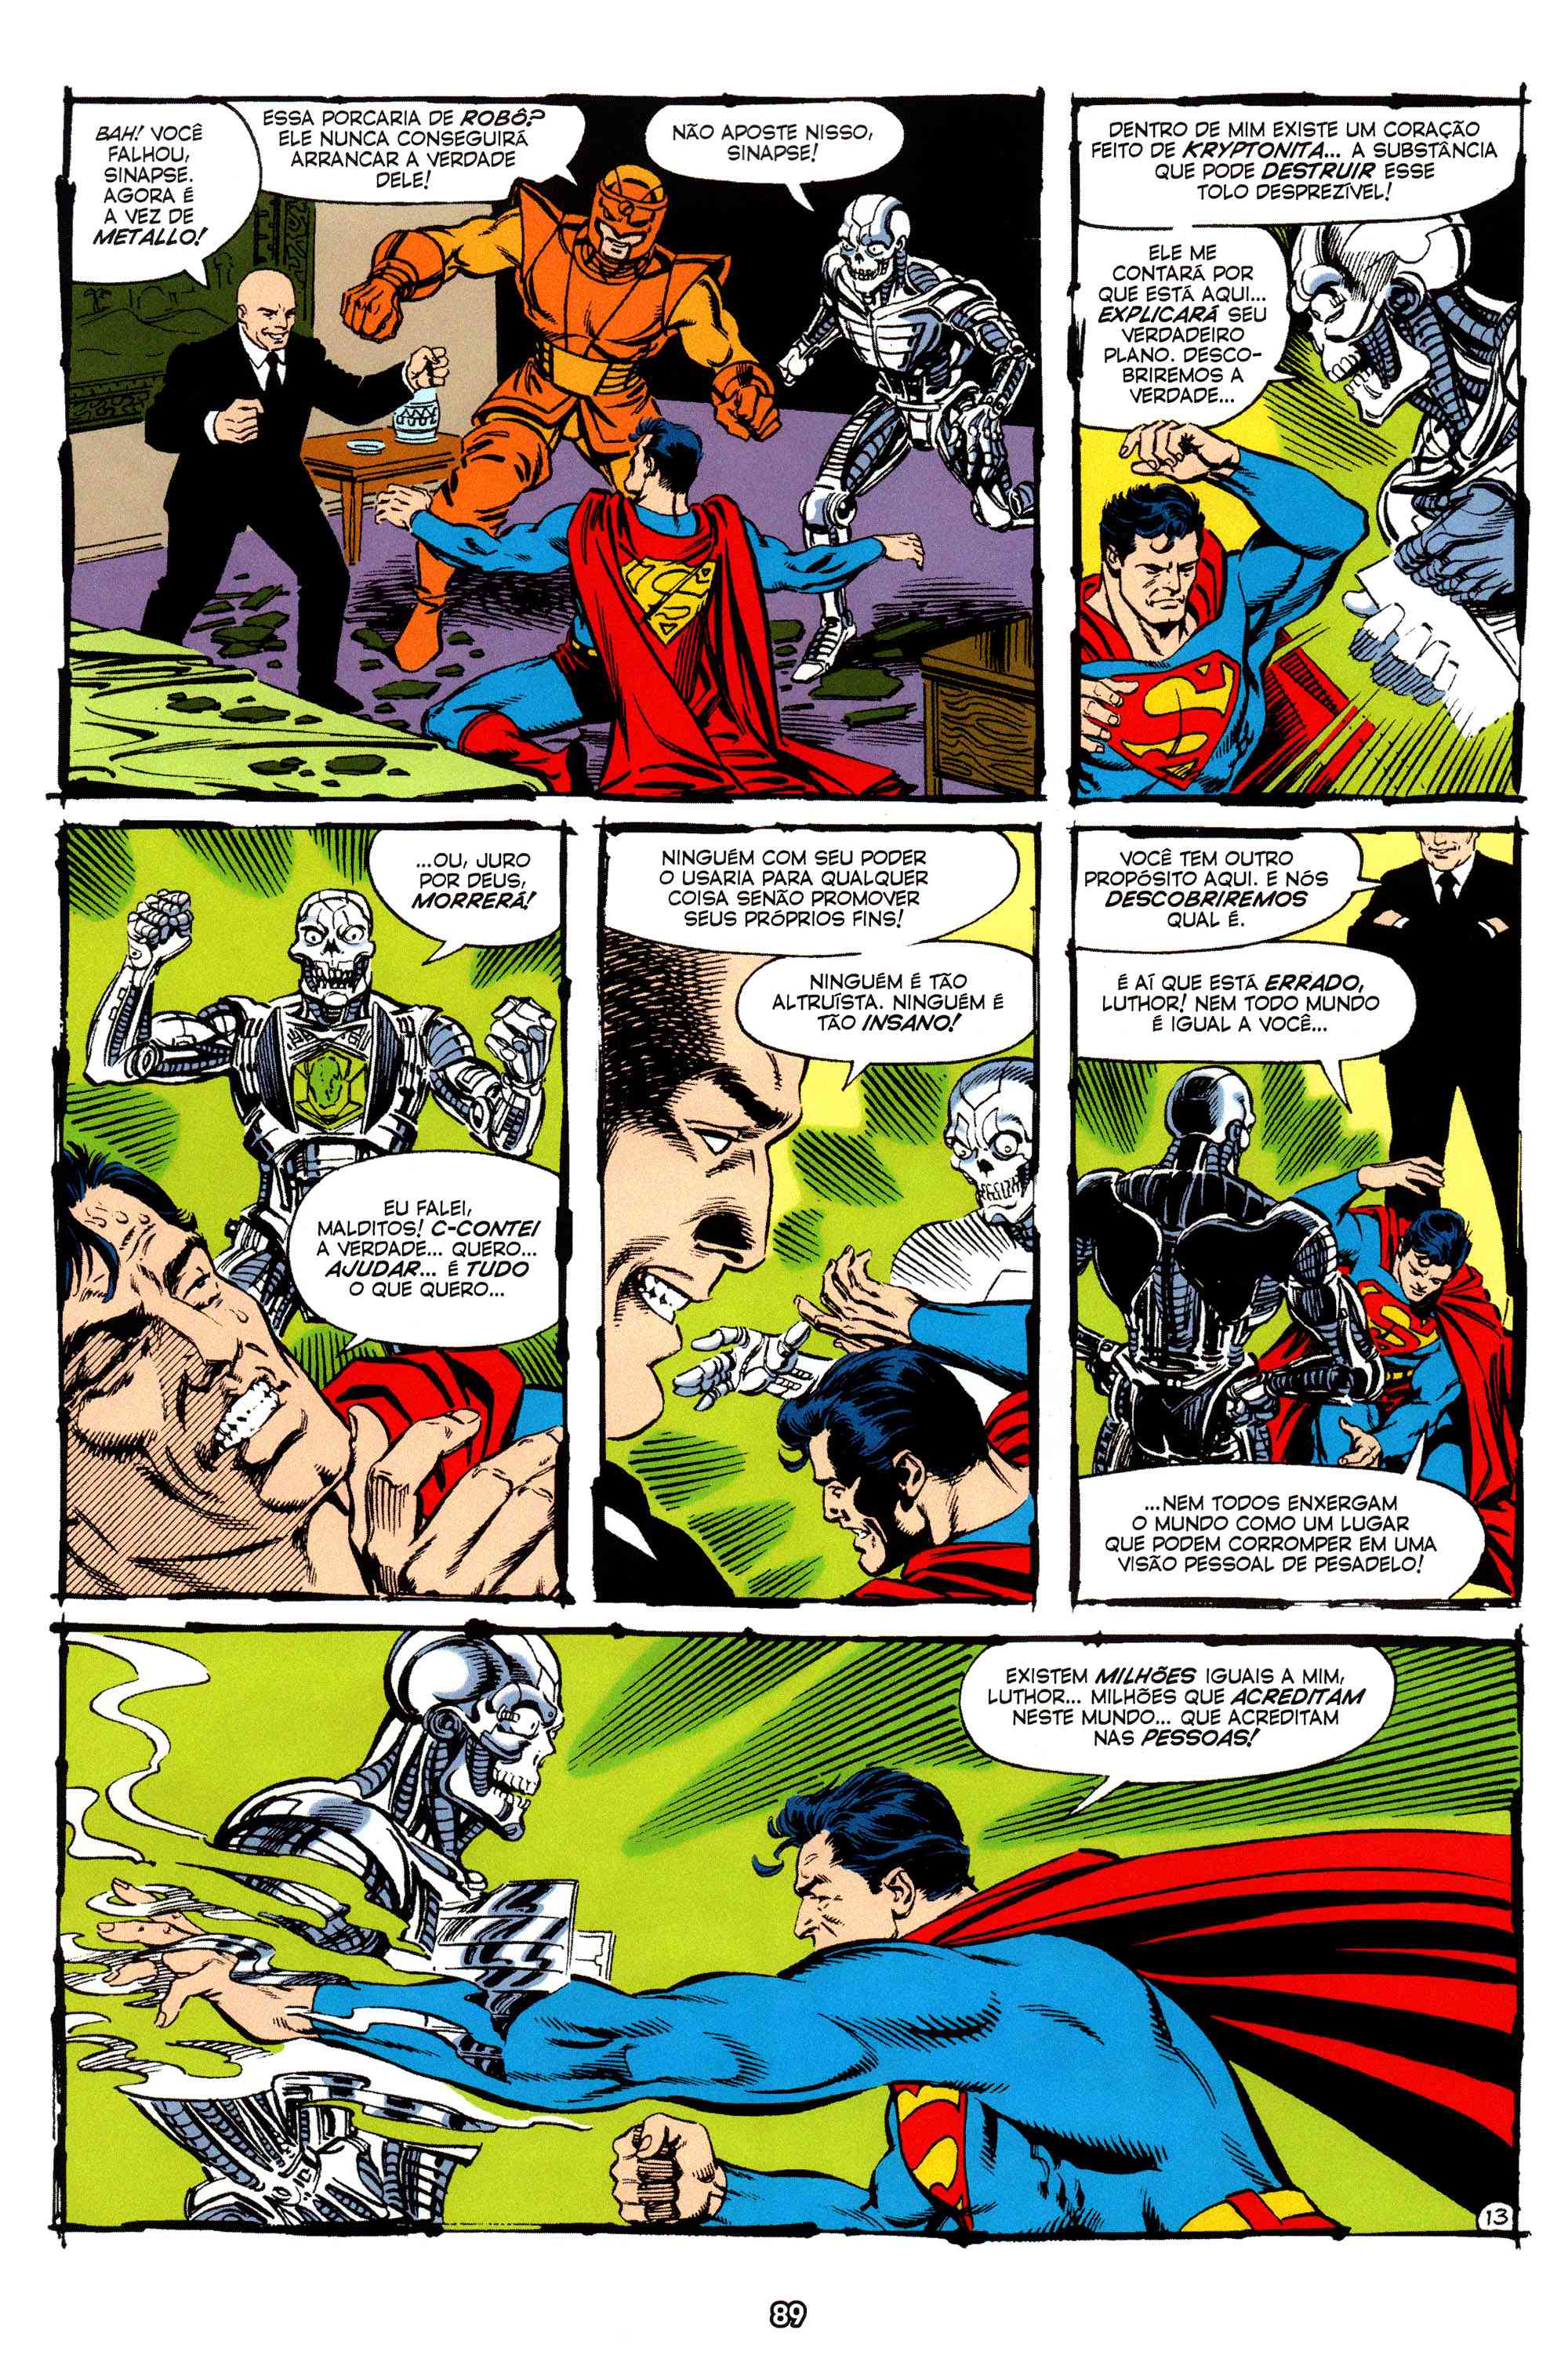 BAH! VOCÊ
FALHOU,
SINAPSE.
AGORA É
A VEZ DE
METALLO!
ESSA PORCARIA DE ROBÔ?
ELE NUNCA CONSEGUIRÁ
ARRANCAR A VERDADE
DELE!
NÃO APOSTE NISSO,
SINAPSE!
DENTRO DE MIM EXISTE UM CORAÇÃO
FEITO DE KRYPTONITA... A SUBSTÂNCIA
QUE PODE DESTRUIR ESSE
TOLO DESPREZÍVEL!
ELE ME
CONTARÁ POR
QUE ESTÁ AQUI...
EXPLICARÁ SEU
VERDADEIRO
PLANO. DESCO-
BRIREMOS A
VERDADE...
...OU, JURO
POR DEUS,
MORRERÁ!
EU FALEI,
MALDITOS! C-CONTEI
A VERDADE... QUERO...
AJUDAR... É TUDO
O QUE QUERO...
NINGUÉM COM SEU PODER
O USARIA PARA QUALQUER
COISA SENÃO PROMOVER
SEUS PRÓPRIOS FINS!
NINGUÉM É TÃO
ALTRUÍSTA. NINGUÉM É
TÃO INSANO!
VOCÊ TEM OUTRO
PROPÓSITO AQUI. E NÓS
DESCOBRIREMOS
QUAL É.
É AÍ QUE ESTÁ ERRADO,
LUTHOR! NEM TODO MUNDO
É IGUAL A VOCÊ...
...NEM TODOS ENXERGAM
O MUNDO COMO UM LUGAR
QUE PODEM CORROMPER EM UMA
VISÃO PESSOAL DE PESADELO!
EXISTEM MILHÕES IGUAIS A MIM,
LUTHOR... MILHÕES QUE ACREDITAM
NESTE MUNDO... QUE ACREDITAM
NAS PESSOAS!
13
89